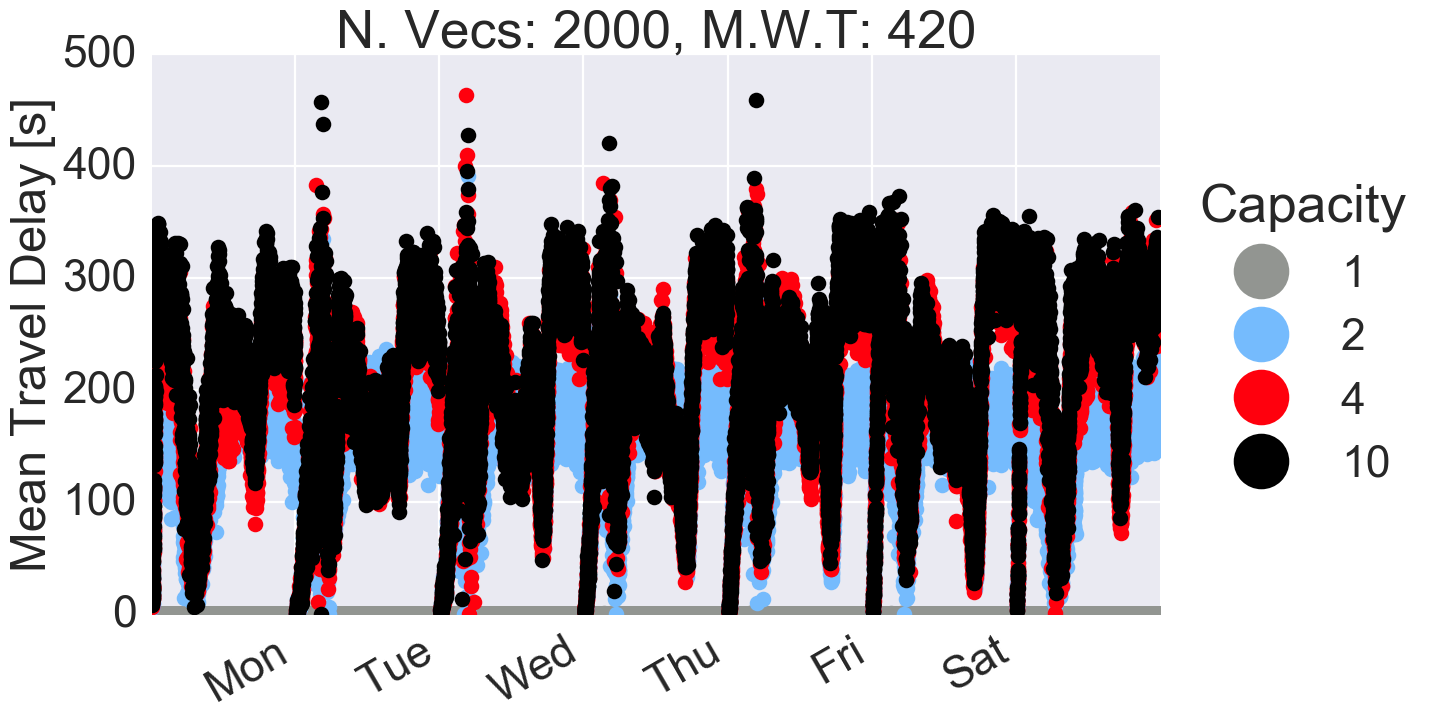 N. Vecs: 2000, M.W.T: 420
Mean Travel Delay [s]
500
400
300
200
100
0
Mon
Tue
Wed
Thu
Fri
Sat
Capacity
1
2
4
10